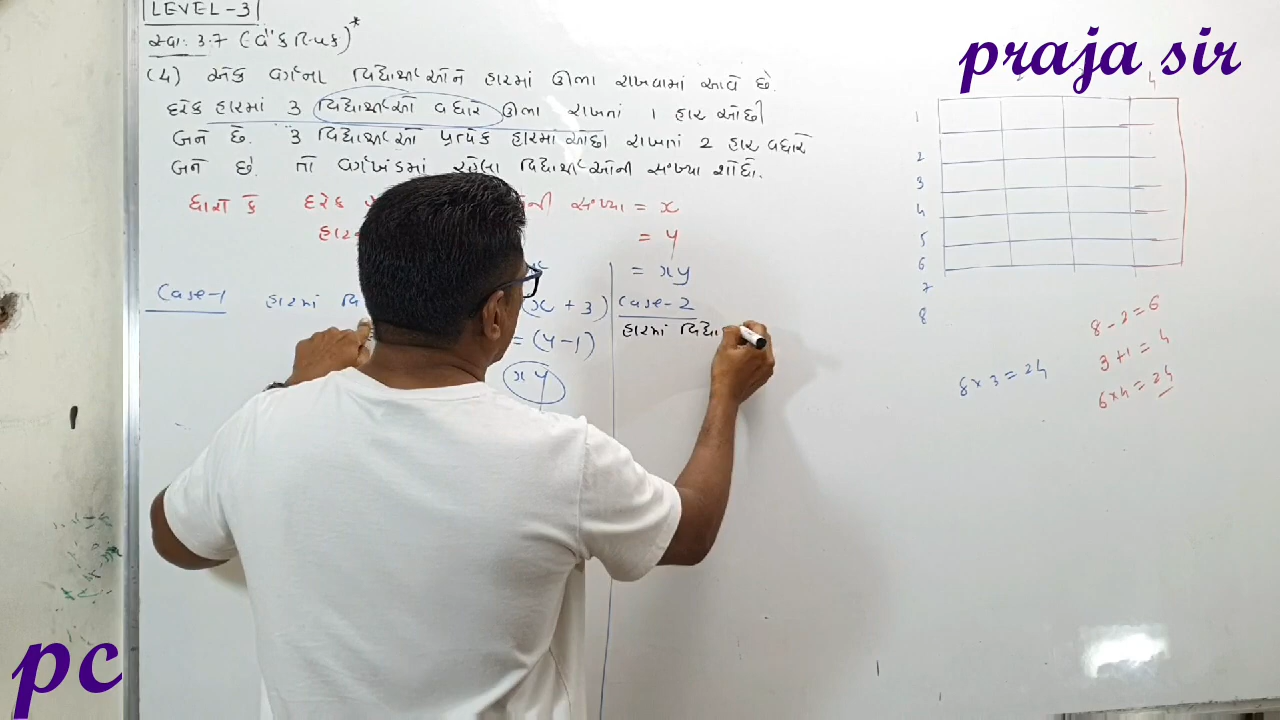 LEVEL-3
praja sir
સ્વા: 3.7 (વૈકલ્પિક)*
(4) એક વર્ગના વિદ્યાર્થીઓને હારમાં ઊભા રાખવામાં આવે છે.
દરેક હારમાં 3 વિદ્યાર્થીઓ વધારે ઊભા રાખતાં 1 હાર ઓછી
બને છે. 3 વિદ્યાર્થીઓ પ્રત્યેક હારમાં ઓછા રાખતાં 2 હાર વધારે
બને છે. તો વર્ગખંડમાં રહેલા વિદ્યાર્થીઓની સંખ્યા શોધો.
ધારો કે દરેક ની સંખ્યા = x
= y
= xy
Case-1 હારમાં (x + 3)
= (y-1)
xy
Case-2
હારમાં વિદ્યા
4
1
2
3
4
5
6
7
8
8 - 2 = 6
3 + 1 = 4
8 × 3 = 24
6×4 = 24
pc